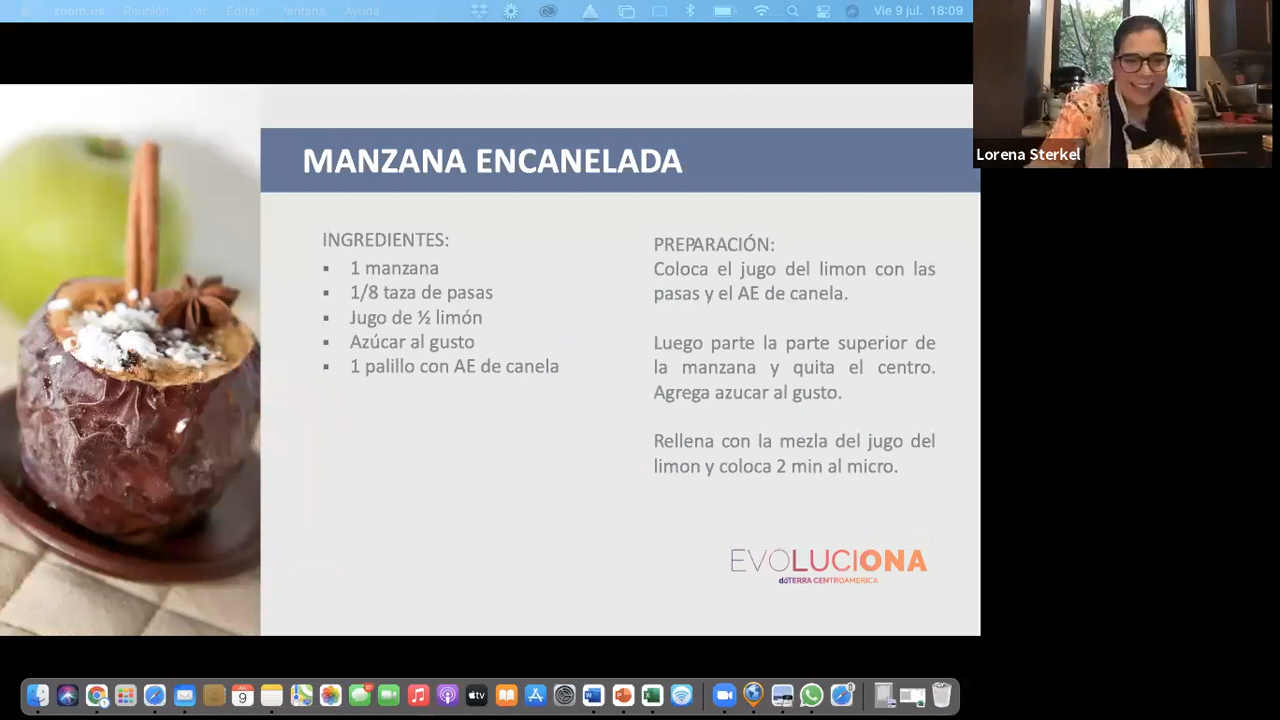 zoom.us Reunión Ver Editar Ventana Ayuda Vie 9 jul. 18:09
Lorena Sterkel
MANZANA ENCANELADA
INGREDIENTES:
▪ 1 manzana
▪ 1/8 taza de pasas
▪ Jugo de ½ limón
▪ Azúcar al gusto
▪ 1 palillo con AE de canela
PREPARACIÓN:
Coloca el jugo del limon con las
pasas y el AE de canela.
Luego parte la parte superior de
la manzana y quita el centro.
Agrega azucar al gusto.
Rellena con la mezla del jugo del
limon y coloca 2 min al micro.
EVOLUCIONA
dōTERRA CENTROAMERICA
9
tv